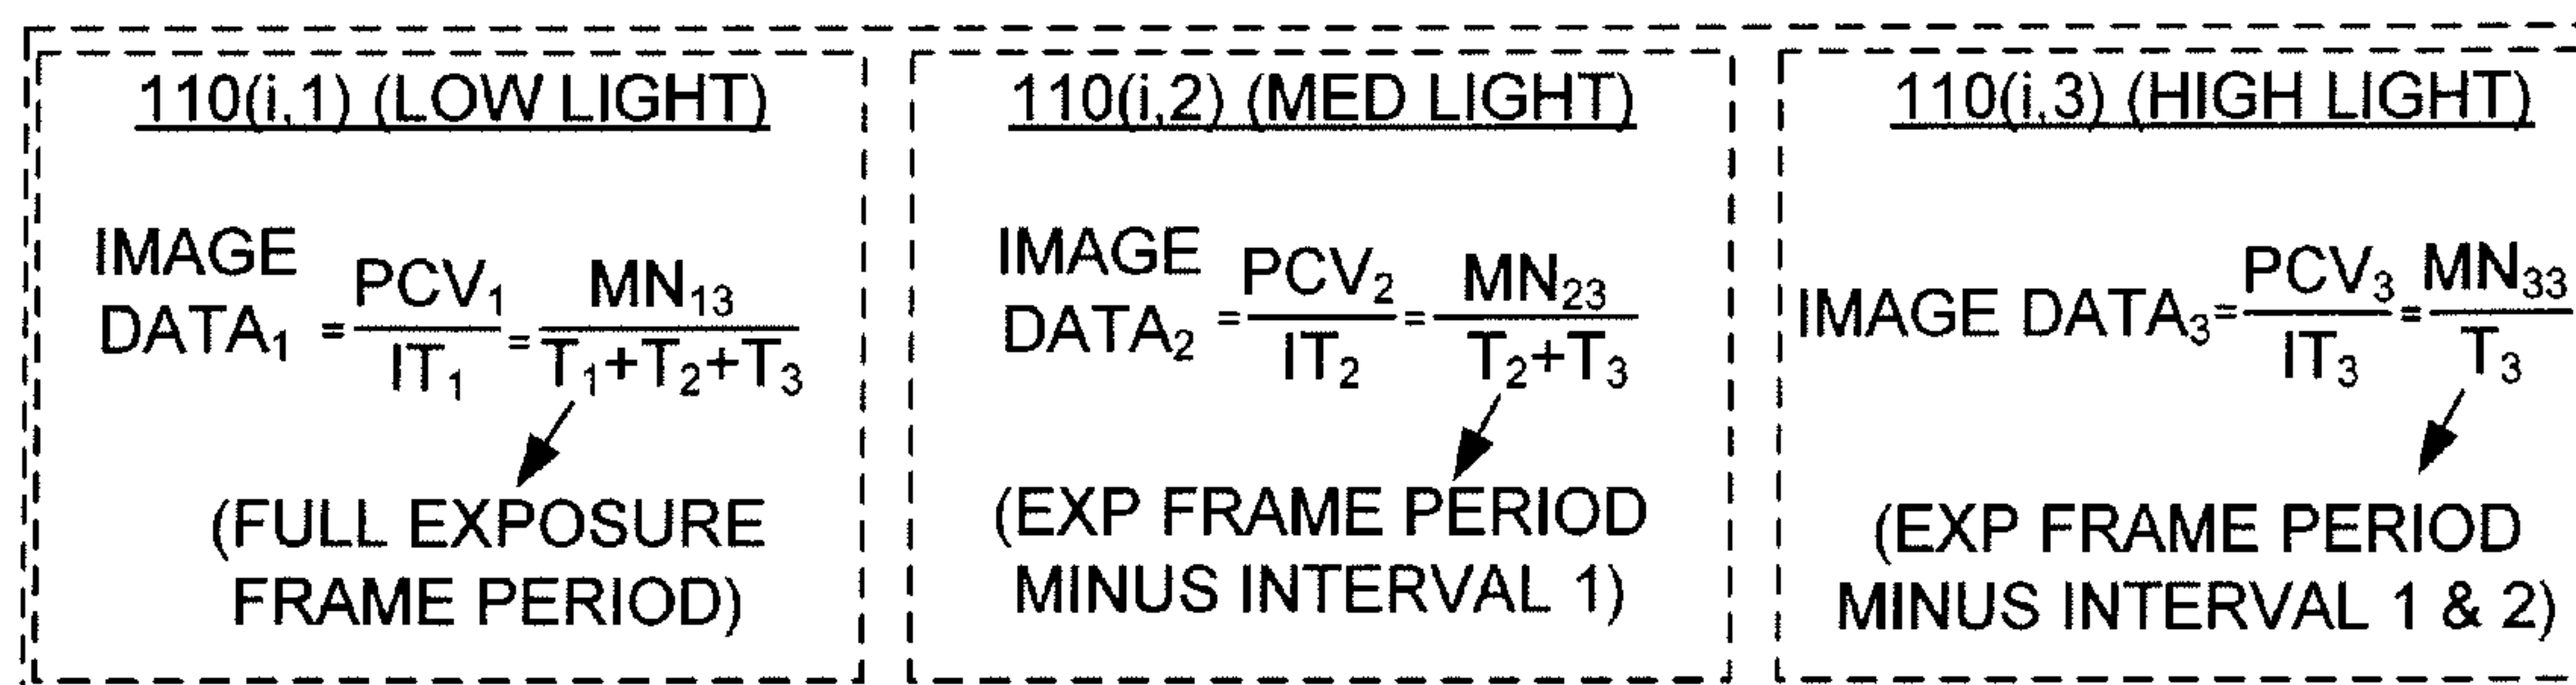 110(i,1) (LOW LIGHT)
IMAGE DATA₁ = PCV₁/IT₁ = MN₁₃/T₁+T₂+T₃
(FULL EXPOSURE
FRAME PERIOD)
110(i,2) (MED LIGHT)
IMAGE DATA₂ = PCV₂/IT₂ = MN₂₃/T₂+T₃
(EXP FRAME PERIOD
MINUS INTERVAL 1)
110(i,3) (HIGH LIGHT)
IMAGE DATA₃ = PCV₃/IT₃ = MN₃₃/T₃
(EXP FRAME PERIOD
MINUS INTERVAL 1 & 2)